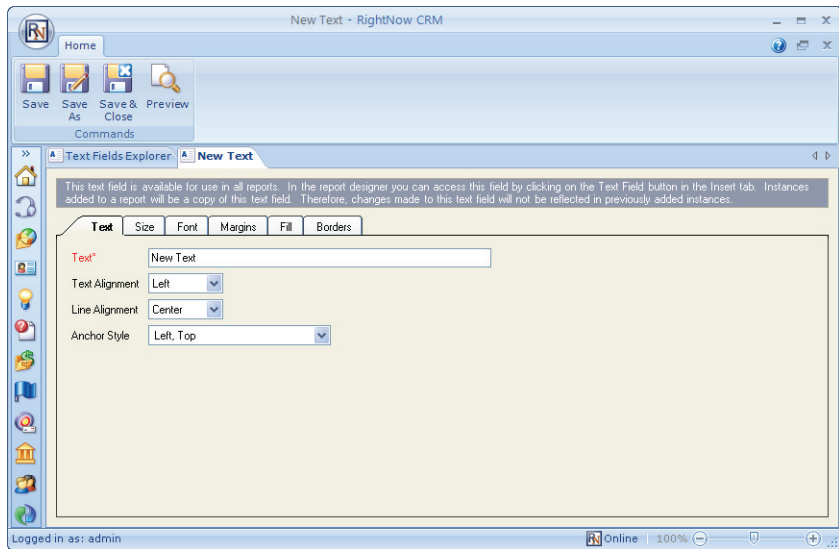 New Text - RightNow CRM
RN
Home
Save
Save As
Save & Close
Preview
Commands
Text Fields Explorer
New Text
This text field is available for use in all reports. In the report designer you can access this field by clicking on the Text Field button in the Insert tab. Instances
added to a report will be a copy of this text field. Therefore, changes made to this text field will not be reflected in previously added instances.
Text Size Font Margins Fill Borders
Text* New Text
Text Alignment Left
Line Alignment Center
Anchor Style Left, Top
Logged in as: admin
RN Online 100%